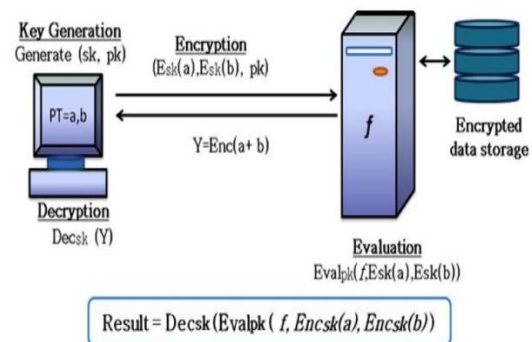 Key Generation
Generate (sk, pk)
Encryption
(Esk(a),Esk(b), pk)
PT=a,b
Y=Enc(a+ b)
f
Encrypted
data storage
Decryption
Decsk (Y)
Evaluation
Evalpk(f,Esk(a),Esk(b))
Result = Decsk(Evalpk( f, Encsk(a), Encsk(b))